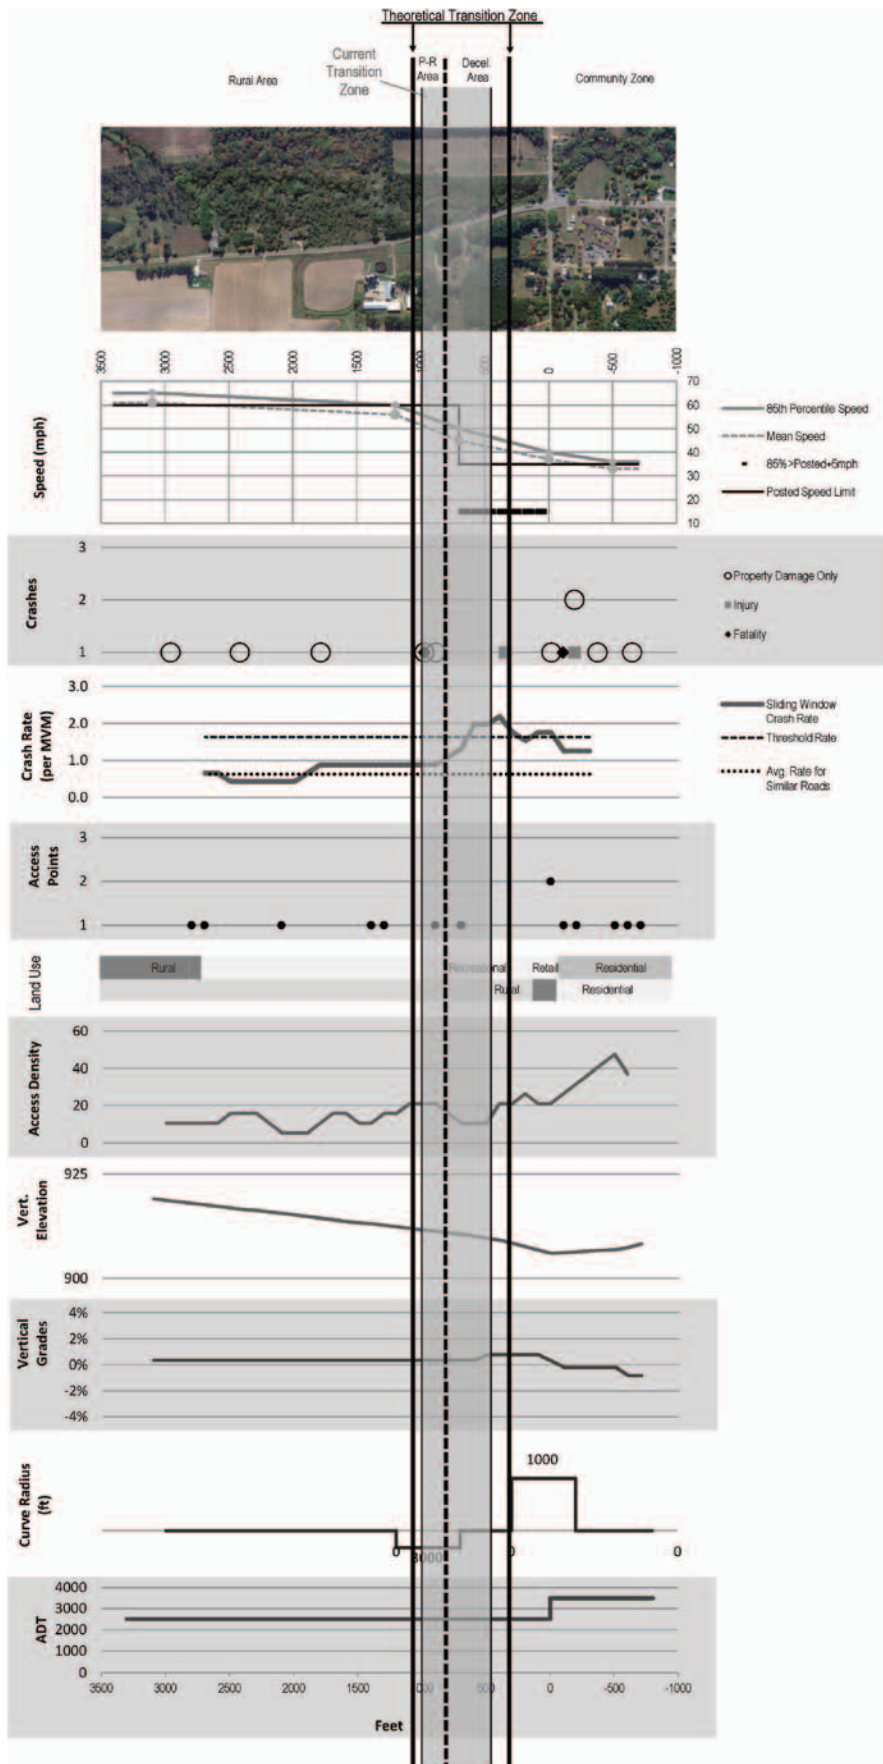 Theoretical Transition Zone
Current
Transition
Zone
P-R
Area
Decel.
Area
Rural Area
Community Zone
3500
3000
2500
2000
1500
1000
500
0
-500
-1000
Speed (mph)
70
60
50
40
30
20
10
85th Percentile Speed
Mean Speed
85%>Posted+5mph
Posted Speed Limit
Crashes
3
2
1
Property Damage Only
Injury
Fatality
Crash Rate
(per MVM)
3.0
2.0
1.0
0.0
Sliding Window
Crash Rate
Threshold Rate
Avg. Rate for
Similar Roads
Access
Points
3
2
1
Land Use
Rural
Recreational
Retail
Residential
Rural
Residential
Access Density
60
40
20
0
Vert.
Elevation
925
900
Vertical
Grades
4%
2%
0%
-2%
-4%
Curve Radius
(ft)
1000
0
3000
0
0
ADT
4000
3000
2000
1000
0
3500
3000
2500
2000
1500
1000
500
0
-500
-1000
Feet